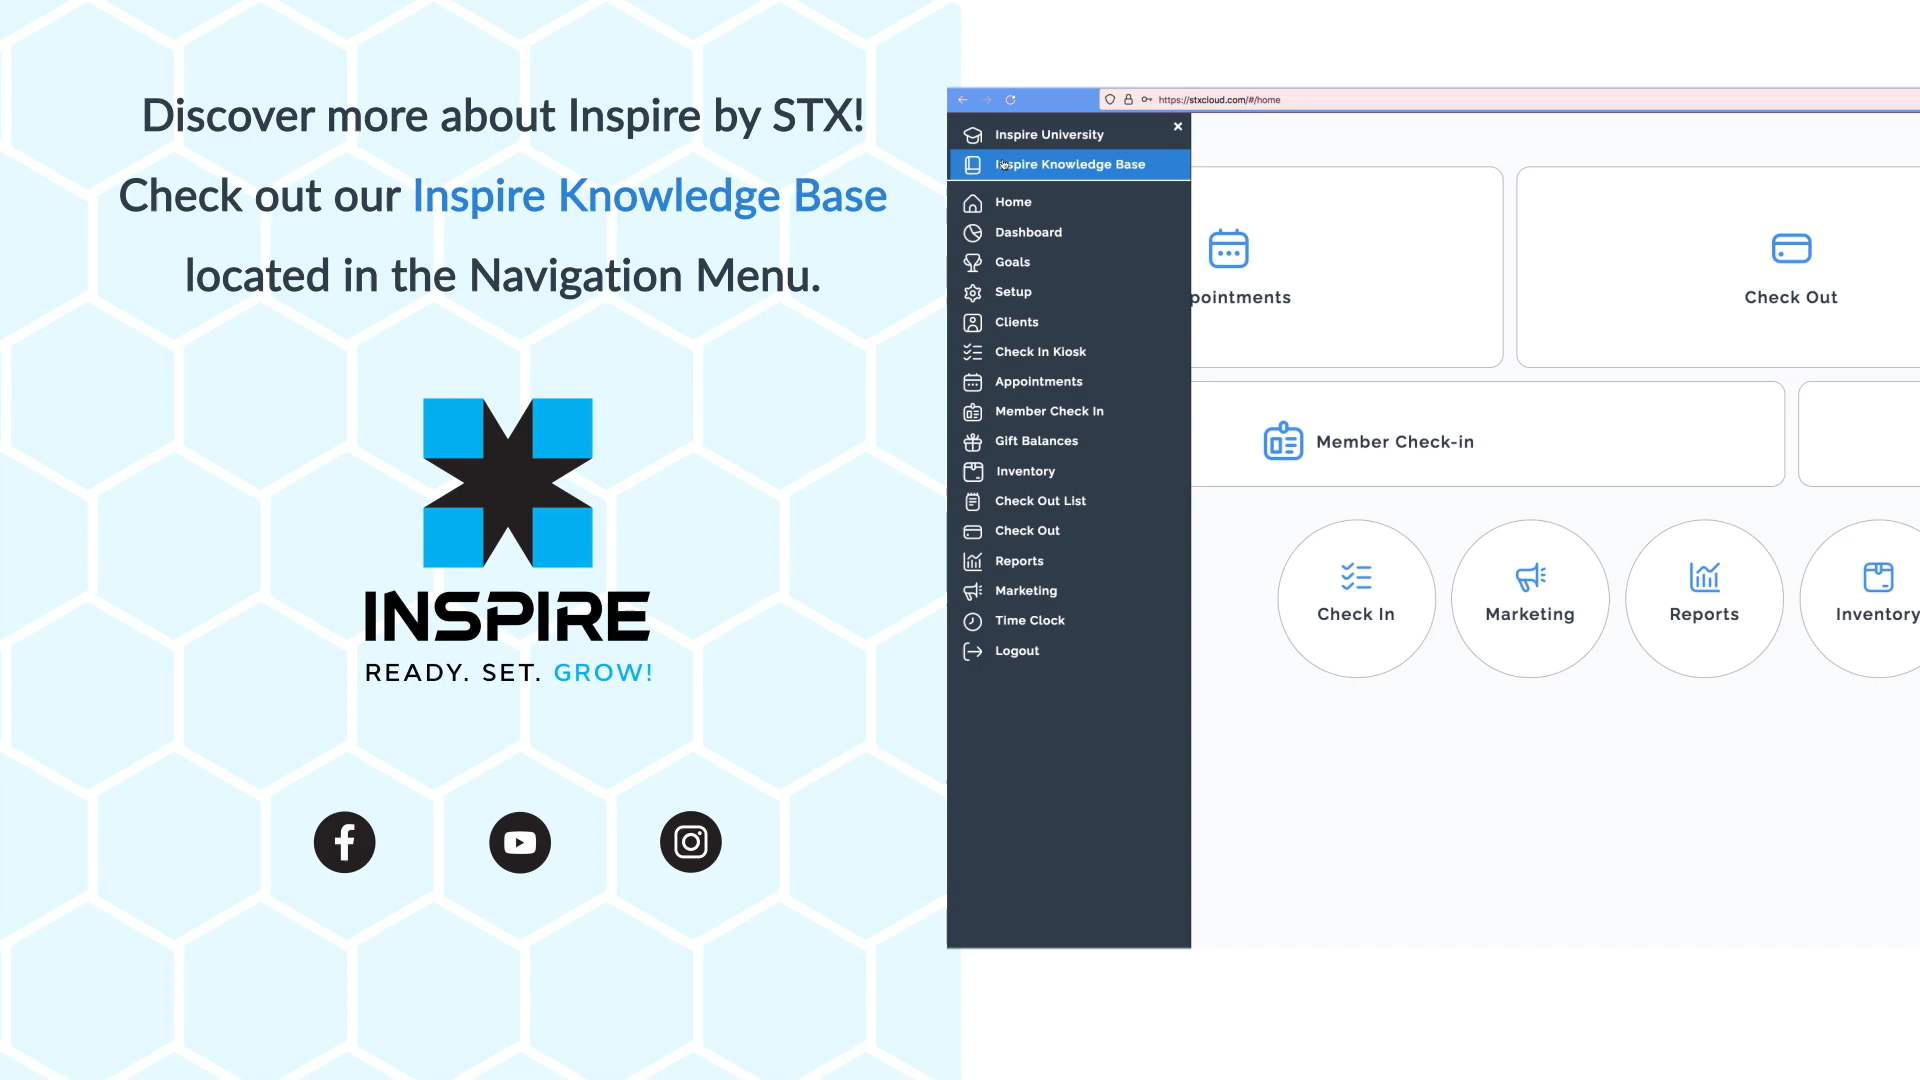 Discover more about Inspire by STX!
Check out our Inspire Knowledge Base
located in the Navigation Menu.
INSPIRE
READY. SET. GROW!
https://stxcloud.com/#/home
Inspire University
Inspire Knowledge Base
Home
Dashboard
Goals
Setup
Clients
Check In Kiosk
Appointments
Member Check In
Gift Balances
Inventory
Check Out List
Check Out
Reports
Marketing
Time Clock
Logout
pointments
Check Out
Member Check-in
Check In
Marketing
Reports
Inventory